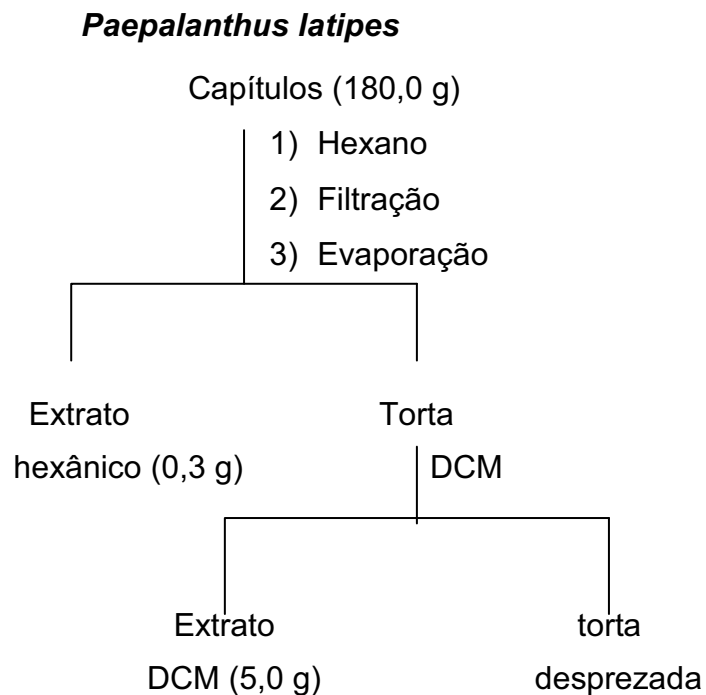 Paepalanthus latipes
Capítulos (180,0 g)
1) Hexano
2) Filtração
3) Evaporação
Extrato
hexânico (0,3 g)
Torta
DCM
Extrato
DCM (5,0 g)
torta
desprezada